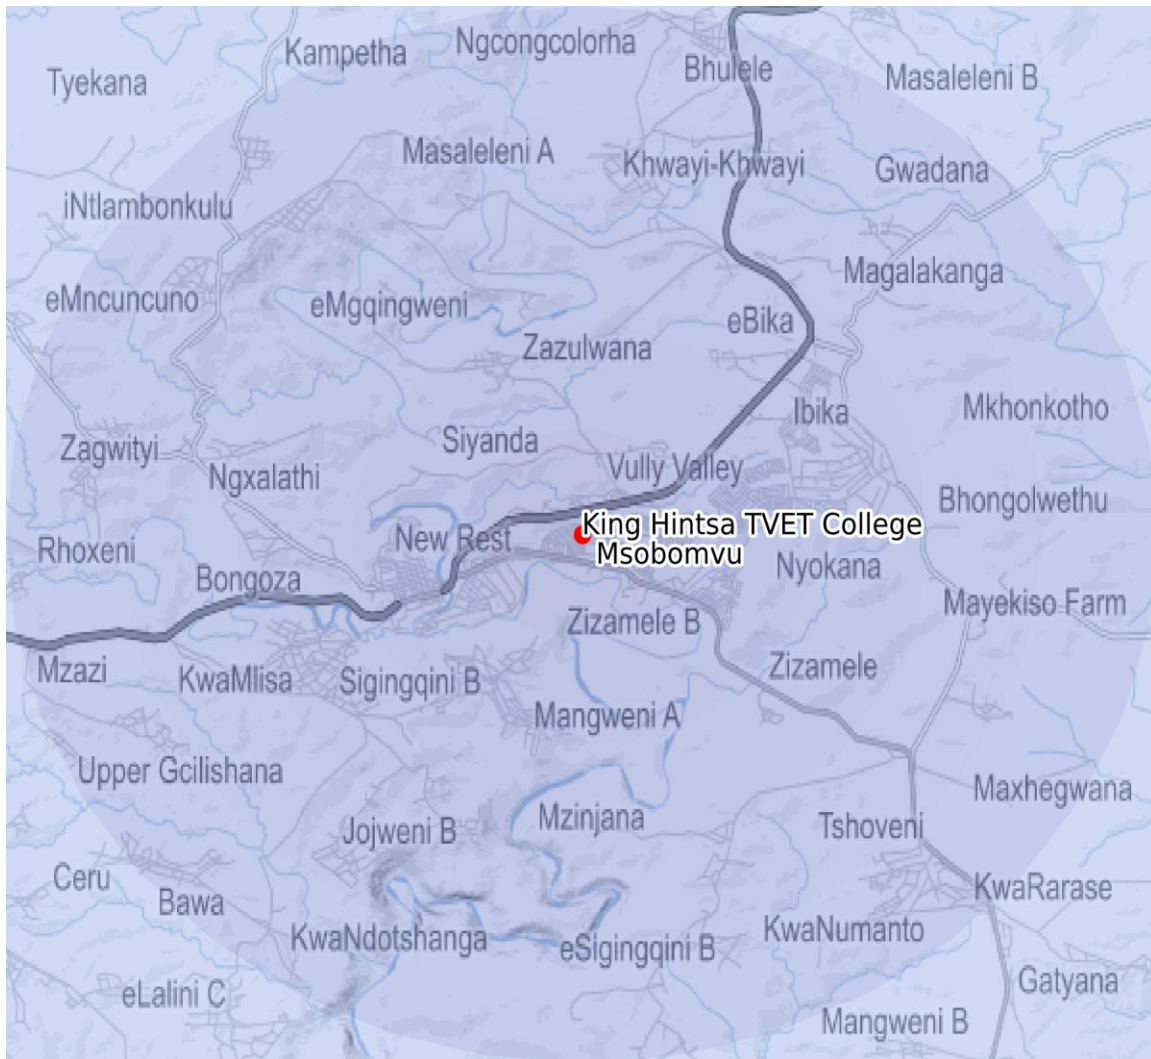 Ngcongcolorha
Kampetha
Bhulele
Tyekana
Masaleleni B
Masaleleni A
Khwayi-Khwayi
Gwadana
iNtlambonkulu
Magalakanga
eMncuncuno
eMgqingweni
eBika
Zazulwana
Ibika
Mkhonkotho
Siyanda
Zagwityi
Vully Valley
Ngxalathi
Bhongolwethu
King Hintsa TVET College
Msobomvu
New Rest
Rhoxeni
Nyokana
Bongoza
Mayekiso Farm
Zizamele B
Mzazi
KwaMlisa
Sigingqini B
Zizamele
Mangweni A
Upper Gcilishana
Maxhegwana
Mzinjana
Jojweni B
Tshoveni
Ceru
Bawa
KwaRarase
KwaNdotshanga
eSigingqini B
KwaNumanto
eLalini C
Gatyana
Mangweni B